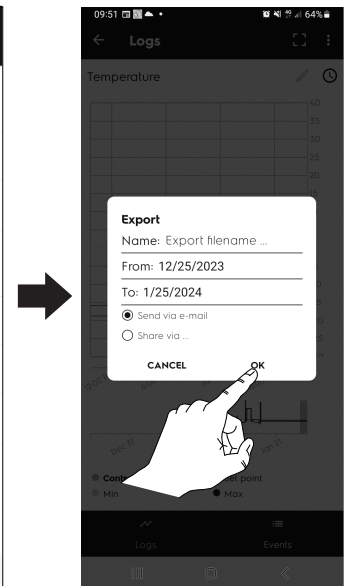 09:51 64%
Logs
Temperature
40
35
30
25
20
15
Export
Name: Export filename ...
From: 12/25/2023
To: 1/25/2024
Send via e-mail
Share via ...
CANCEL OK
Dec 31 Jan 21
Min Max
Logs Events